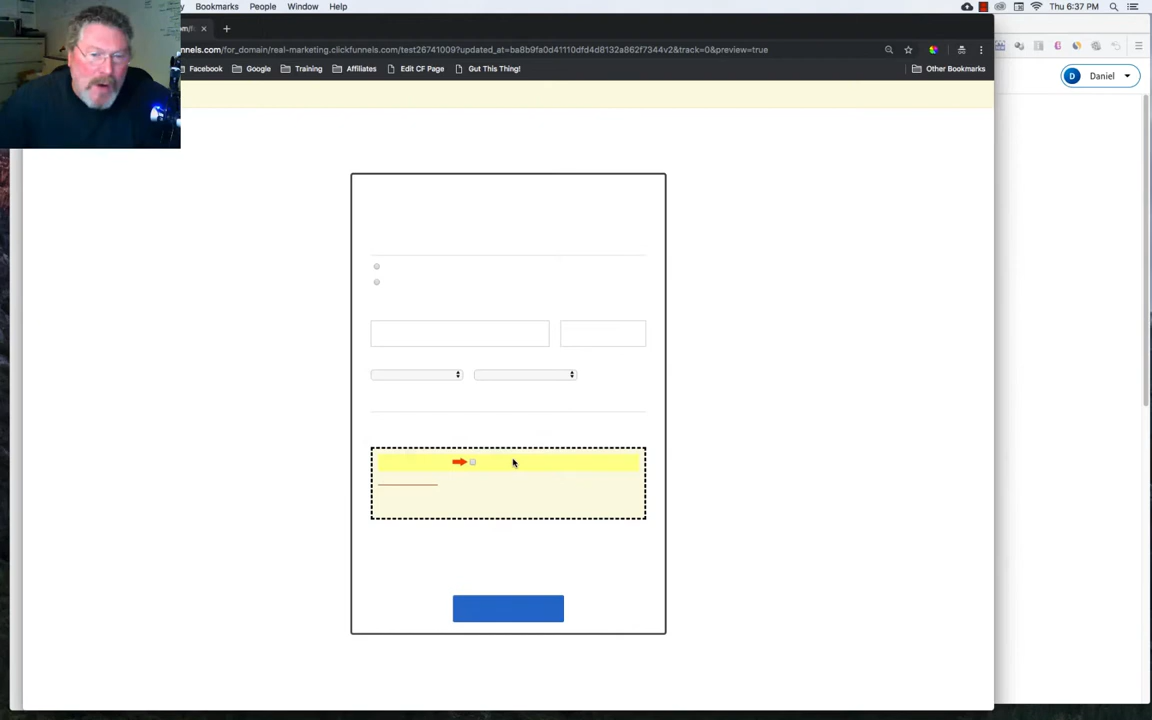 Bookmarks People Window Help Thu 6:37 PM
nnels.com/for_domain/real-marketing.clickfunnels.com/test26741009?updated_at=ba8b9fa0d41110dfd4d8132a862f7344v2&track=0&preview=true
Facebook Google Training Affiliates Edit CF Page Gut This Thing! Other Bookmarks
D Daniel